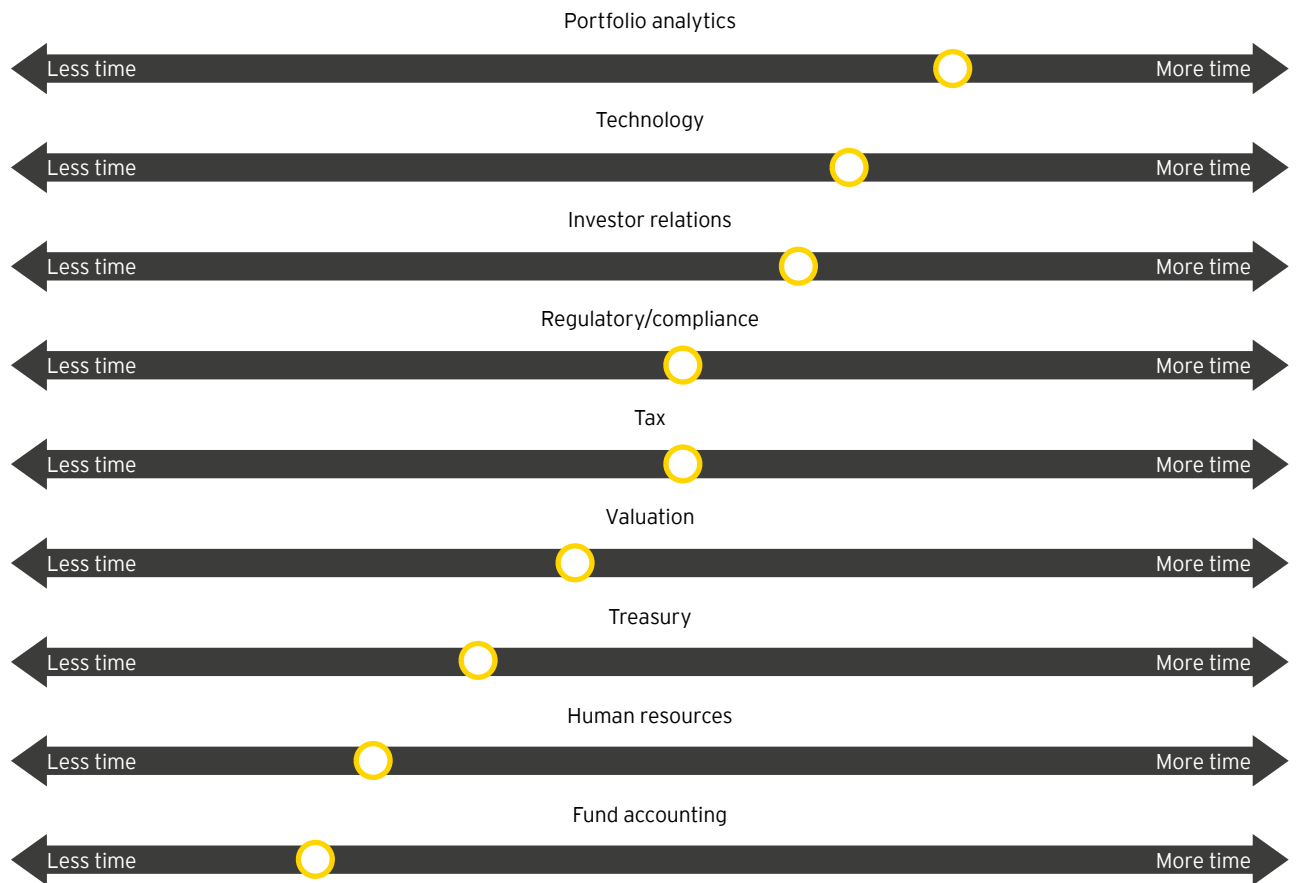 Portfolio analytics
Less time More time
Technology
Less time More time
Investor relations
Less time More time
Regulatory/compliance
Less time More time
Tax
Less time More time
Valuation
Less time More time
Treasury
Less time More time
Human resources
Less time More time
Fund accounting
Less time More time